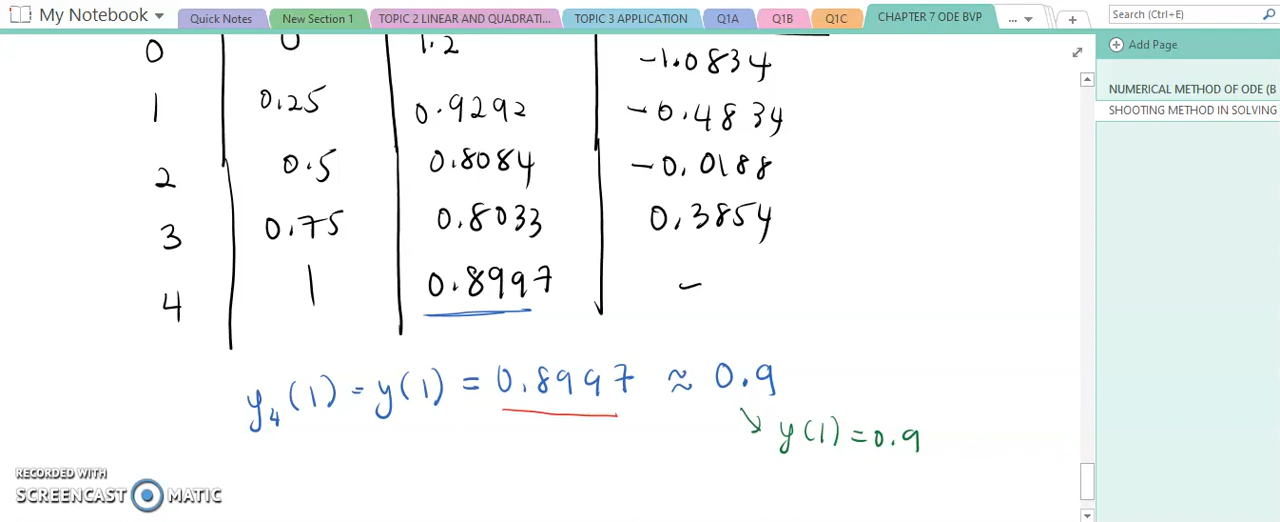 My Notebook
Quick Notes
New Section 1
TOPIC 2 LINEAR AND QUADRATI...
TOPIC 3 APPLICATION
Q1A
Q1B
Q1C
CHAPTER 7 ODE BVP
...
+
Search (Ctrl+E)
Add Page
NUMERICAL METHOD OF ODE (B
SHOOTING METHOD IN SOLVING
0 0 1.2 -1.0834
1 0.25 0.9292 -0.4834
2 0.5 0.8084 -0.0188
3 0.75 0.8033 0.3854
4 1 0.8997 -
y₄(1) = y(1) = 0.8997 ≈ 0.9
y(1) = 0.9
RECORDED WITH
SCREENCAST MATIC